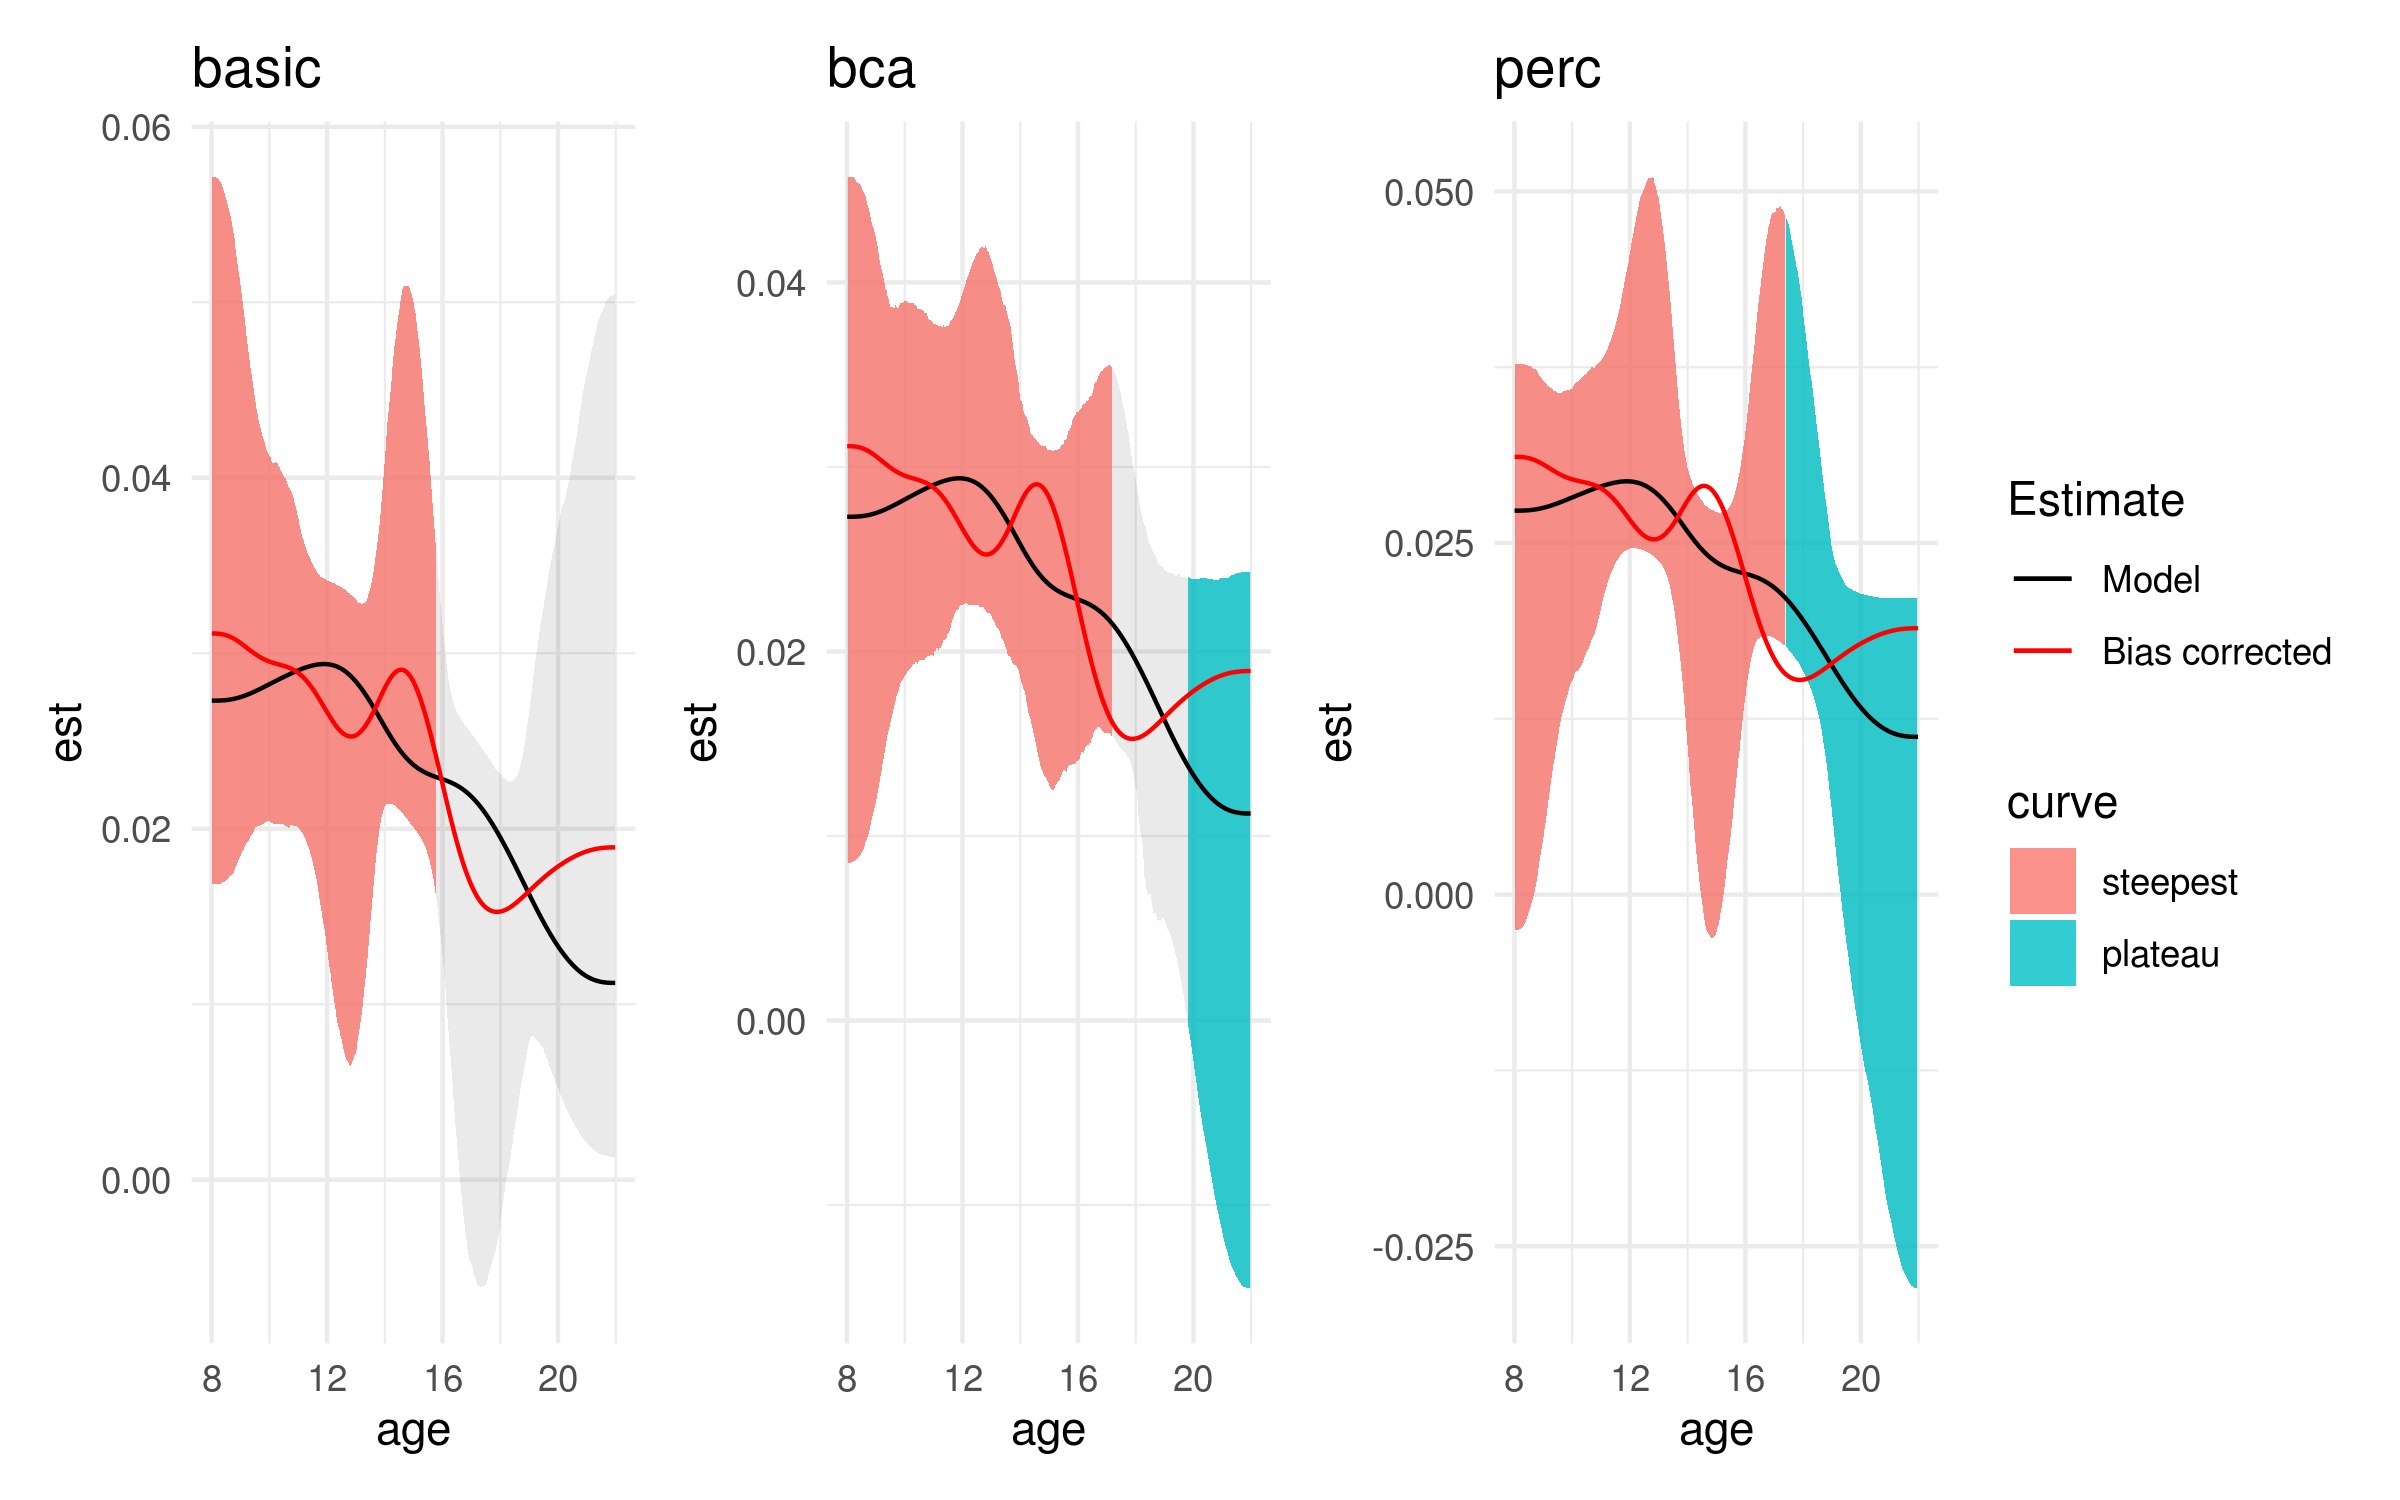 basic
0.06
0.04
0.02
0.00
est
8 12 16 20
age
bca
0.04
0.02
0.00
est
8 12 16 20
age
perc
0.050
0.025
0.000
-0.025
est
8 12 16 20
age
Estimate
Model
Bias corrected
curve
steepest
plateau